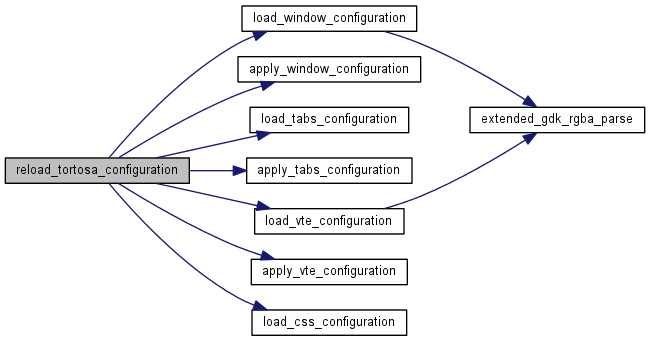 load_window_configuration
apply_window_configuration
load_tabs_configuration
extended_gdk_rgba_parse
reload_tortosa_configuration
apply_tabs_configuration
load_vte_configuration
apply_vte_configuration
load_css_configuration